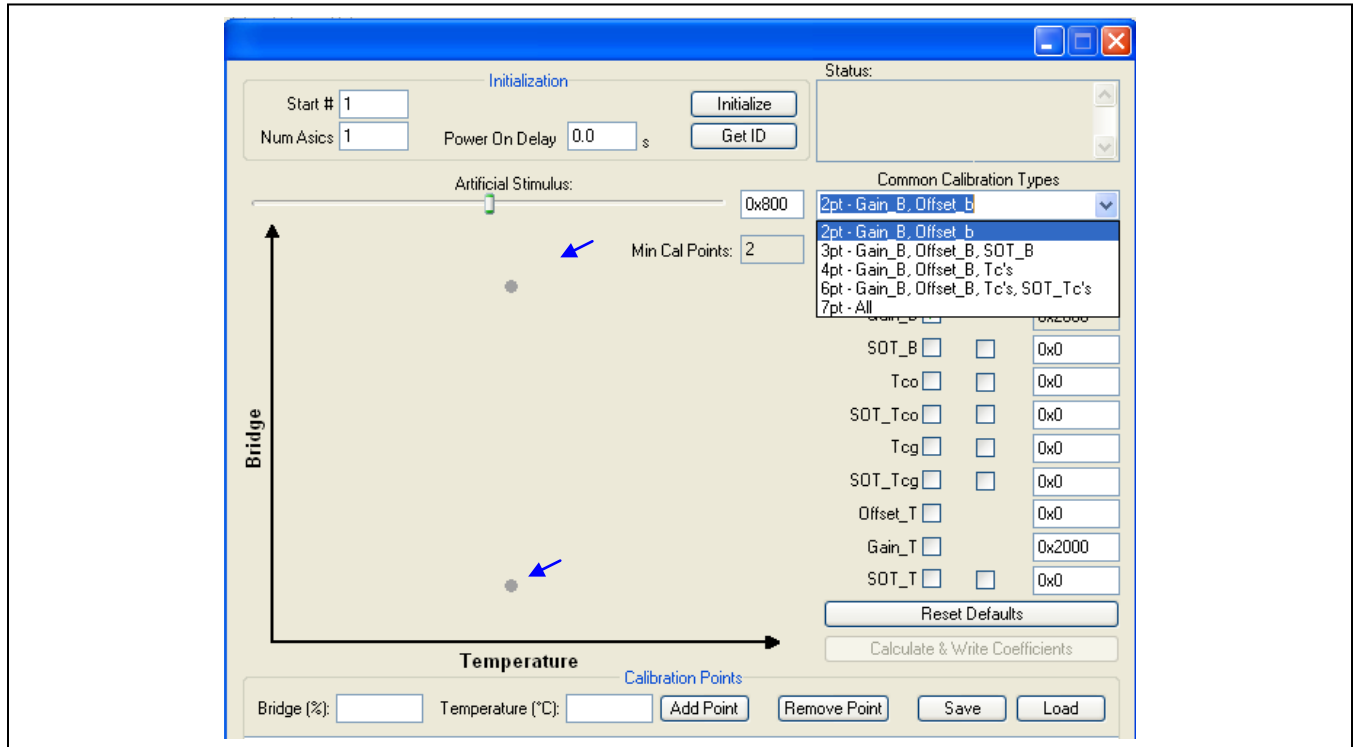 Initialization
Start # 1
Initialize
Num Asics 1
Power On Delay 0.0 s
Get ID
Status:
Artificial Stimulus:
0x800
Min Cal Points: 2
Common Calibration Types
2pt - Gain_B, Offset_b
2pt - Gain_B, Offset_b
3pt - Gain_B, Offset_B, SOT_B
4pt - Gain_B, Offset_B, Tc's
6pt - Gain_B, Offset_B, Tc's, SOT_Tc's
7pt - All
Gain_B 0x2000
SOT_B 0x0
Tco 0x0
SOT_Tco 0x0
Tcg 0x0
SOT_Tcg 0x0
Offset_T 0x0
Gain_T 0x2000
SOT_T 0x0
Reset Defaults
Calculate & Write Coefficients
Bridge
Temperature
Calibration Points
Bridge (%):
Temperature (°C):
Add Point
Remove Point
Save
Load